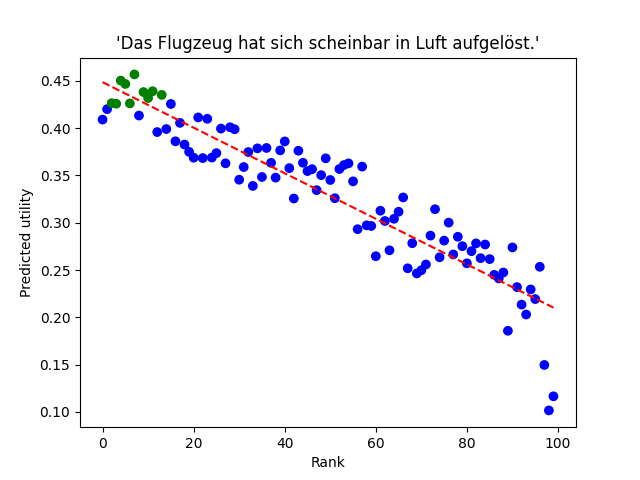 'Das Flugzeug hat sich scheinbar in Luft aufgelöst.'
0.45
0.40
0.35
0.30
0.25
0.20
0.15
0.10
Predicted utility
0 20 40 60 80 100
Rank